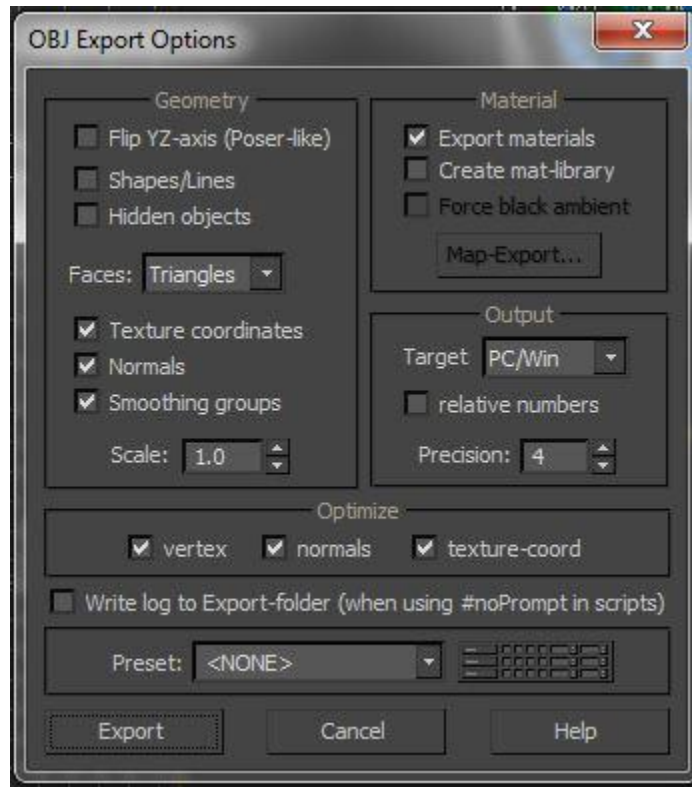 OBJ Export Options
Geometry
Flip YZ-axis (Poser-like)
Shapes/Lines
Hidden objects
Faces: Triangles
Texture coordinates
Normals
Smoothing groups
Scale: 1.0
Material
Export materials
Create mat-library
Force black ambient
Map-Export...
Output
Target PC/Win
relative numbers
Precision: 4
Optimize
vertex normals texture-coord
Write log to Export-folder (when using #noPrompt in scripts)
Preset: <NONE>
Export Cancel Help